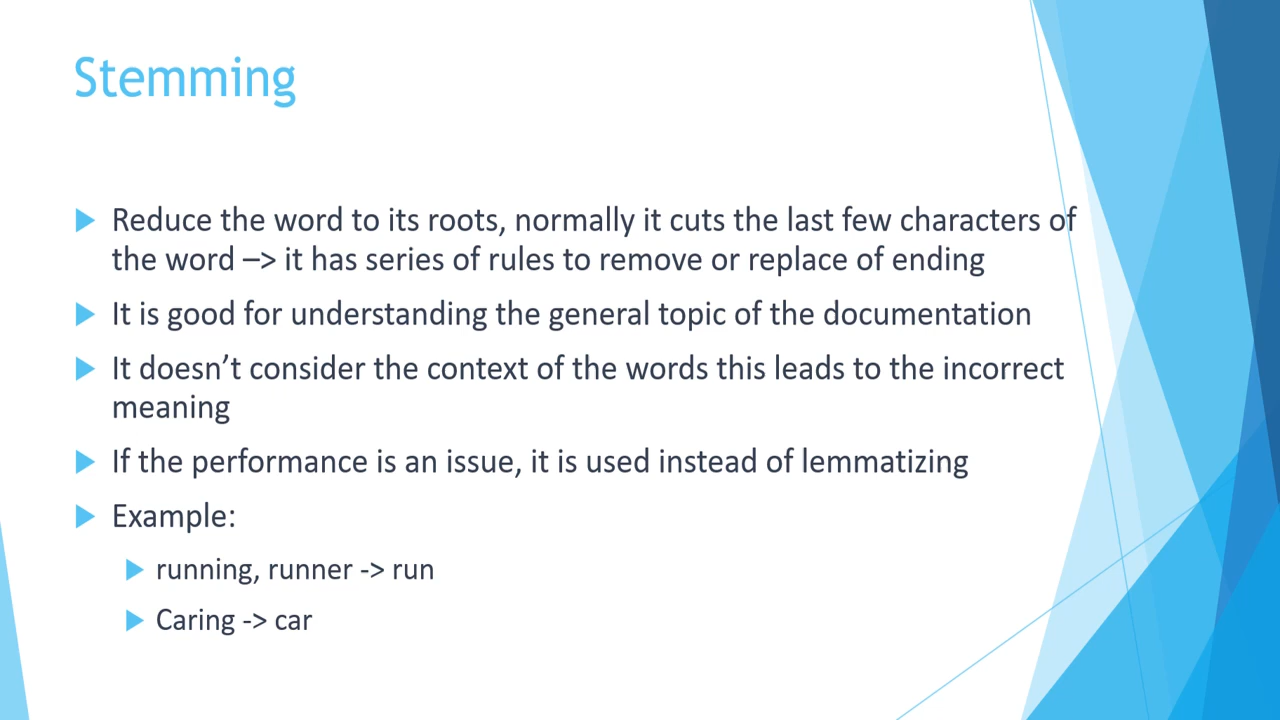 Stemming
Reduce the word to its roots, normally it cuts the last few characters of
the word –> it has series of rules to remove or replace of ending
It is good for understanding the general topic of the documentation
It doesn’t consider the context of the words this leads to the incorrect
meaning
If the performance is an issue, it is used instead of lemmatizing
Example:
running, runner -> run
Caring -> car